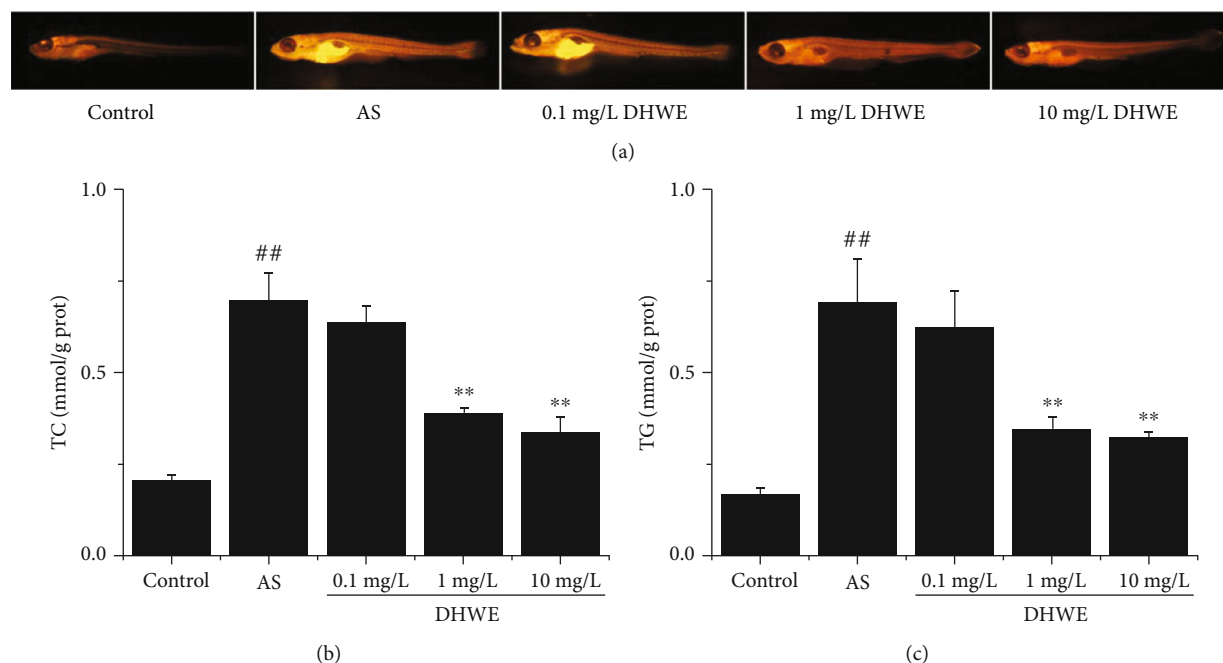 Control AS 0.1 mg/L DHWE 1 mg/L DHWE 10 mg/L DHWE
(a)
1.0
##
0.5
**
**
0.0
TC (mmol/g prot)
Control AS 0.1 mg/L 1 mg/L 10 mg/L
DHWE
(b)
1.0
##
0.5
**
**
0.0
TG (mmol/g prot)
Control AS 0.1 mg/L 1 mg/L 10 mg/L
DHWE
(c)